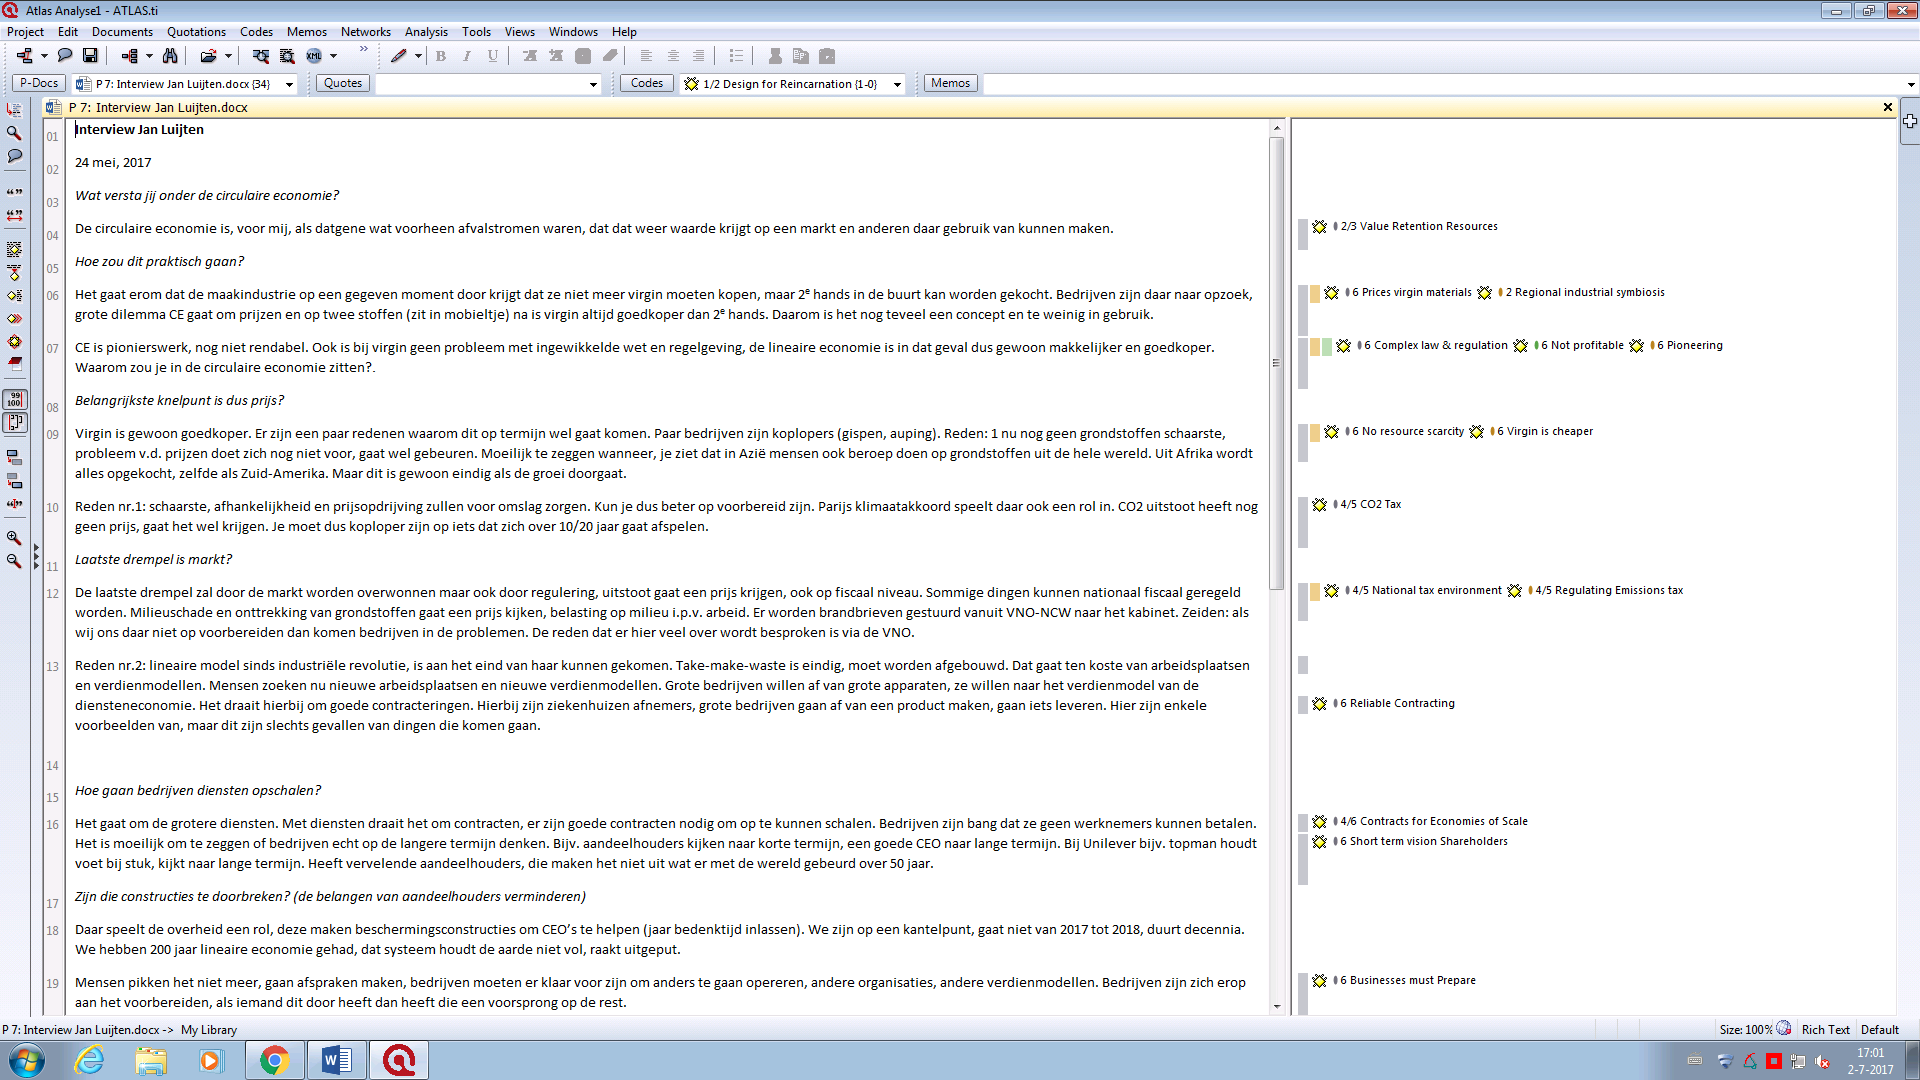 Atlas Analyse1 - ATLAS.ti
Project Edit Documents Quotations Codes Memos Networks Analysis Tools Views Windows Help
P-Docs P 7: Interview Jan Luijten.docx {34} Quotes Codes 1/2 Design for Reincarnation {1-0} Memos
P 7: Interview Jan Luijten.docx
01 Interview Jan Luijten
02 24 mei, 2017
03 Wat versta jij onder de circulaire economie?
04 De circulaire economie is, voor mij, als datgene wat voorheen afvalstromen waren, dat dat weer waarde krijgt op een markt en anderen daar gebruik van kunnen maken.
2/3 Value Retention Resources
05 Hoe zou dit praktisch gaan?
06 Het gaat erom dat de maakindustrie op een gegeven moment door krijgt dat ze niet meer virgin moeten kopen, maar 2e hands in de buurt kan worden gekocht. Bedrijven zijn daar naar opzoek,
grote dilemma CE gaat om prijzen en op twee stoffen (zit in mobieltje) na is virgin altijd goedkoper dan 2e hands. Daarom is het nog teveel een concept en te weinig in gebruik.
6 Prices virgin materials 2 Regional industrial symbiosis
07 CE is pionierswerk, nog niet rendabel. Ook is bij virgin geen probleem met ingewikkelde wet en regelgeving, de lineaire economie is in dat geval dus gewoon makkelijker en goedkoper.
Waarom zou je in de circulaire economie zitten?.
6 Complex law & regulation 6 Not profitable 6 Pioneering
08 Belangrijkste knelpunt is dus prijs?
09 Virgin is gewoon goedkoper. Er zijn een paar redenen waarom dit op termijn wel gaat komen. Paar bedrijven zijn koplopers (gispen, auping). Reden: 1 nu nog geen grondstoffen schaarste,
probleem v.d. prijzen doet zich nog niet voor, gaat wel gebeuren. Moeilijk te zeggen wanneer, je ziet dat in Azië mensen ook beroep doen op grondstoffen uit de hele wereld. Uit Afrika wordt
alles opgekocht, zelfde als Zuid-Amerika. Maar dit is gewoon eindig als de groei doorgaat.
6 No resource scarcity 6 Virgin is cheaper
10 Reden nr.1: schaarste, afhankelijkheid en prijsopdrijving zullen voor omslag zorgen. Kun je dus beter op voorbereid zijn. Parijs klimaatakkoord speelt daar ook een rol in. CO2 uitstoot heeft nog
geen prijs, gaat het wel krijgen. Je moet dus koploper zijn op iets dat zich over 10/20 jaar gaat afspelen.
4/5 CO2 Tax
11 Laatste drempel is markt?
12 De laatste drempel zal door de markt worden overwonnen maar ook door regulering, uitstoot gaat een prijs krijgen, ook op fiscaal niveau. Sommige dingen kunnen nationaal fiscaal geregeld
worden. Milieuschade en onttrekking van grondstoffen gaat een prijs kijken, belasting op milieu i.p.v. arbeid. Er worden brandbrieven gestuurd vanuit VNO-NCW naar het kabinet. Zeiden: als
wij ons daar niet op voorbereiden dan komen bedrijven in de problemen. De reden dat er hier veel over wordt besproken is via de VNO.
4/5 National tax environment 4/5 Regulating Emissions tax
13 Reden nr.2: lineaire model sinds industriële revolutie, is aan het eind van haar kunnen gekomen. Take-make-waste is eindig, moet worden afgebouwd. Dat gaat ten koste van arbeidsplaatsen
en verdienmodellen. Mensen zoeken nu nieuwe arbeidsplaatsen en nieuwe verdienmodellen. Grote bedrijven willen af van grote apparaten, ze willen naar het verdienmodel van de
diensteneconomie. Het draait hierbij om goede contracteringen. Hierbij zijn ziekenhuizen afnemers, grote bedrijven gaan af van een product maken, gaan iets leveren. Hier zijn enkele
voorbeelden van, maar dit zijn slechts gevallen van dingen die komen gaan.
6 Reliable Contracting
14
15 Hoe gaan bedrijven diensten opschalen?
16 Het gaat om de grotere diensten. Met diensten draait het om contracten, er zijn goede contracten nodig om op te kunnen schalen. Bedrijven zijn bang dat ze geen werknemers kunnen betalen.
Het is moeilijk om te zeggen of bedrijven echt op de langere termijn denken. Bijv. aandeelhouders kijken naar korte termijn, een goede CEO naar lange termijn. Bij Unilever bijv. topman houdt
voet bij stuk, kijkt naar lange termijn. Heeft vervelende aandeelhouders, die maken het niet uit wat er met de wereld gebeurd over 50 jaar.
4/6 Contracts for Economies of Scale
6 Short term vision Shareholders
17 Zijn die constructies te doorbreken? (de belangen van aandeelhouders verminderen)
18 Daar speelt de overheid een rol, deze maken beschermingsconstructies om CEO's te helpen (jaar bedenktijd inlassen). We zijn op een kantelpunt, gaat niet van 2017 tot 2018, duurt decennia.
We hebben 200 jaar lineaire economie gehad, dat systeem houdt de aarde niet vol, raakt uitgeput.
19 Mensen pikken het niet meer, gaan afspraken maken, bedrijven moeten er klaar voor zijn om anders te gaan opereren, andere organisaties, andere verdienmodellen. Bedrijven zijn zich erop
aan het voorbereiden, als iemand dit door heeft dan heeft die een voorsprong op de rest.
6 Businesses must Prepare
P 7: Interview Jan Luijten.docx -> My Library Size: 100% Rich Text Default
17:01
2-7-2017